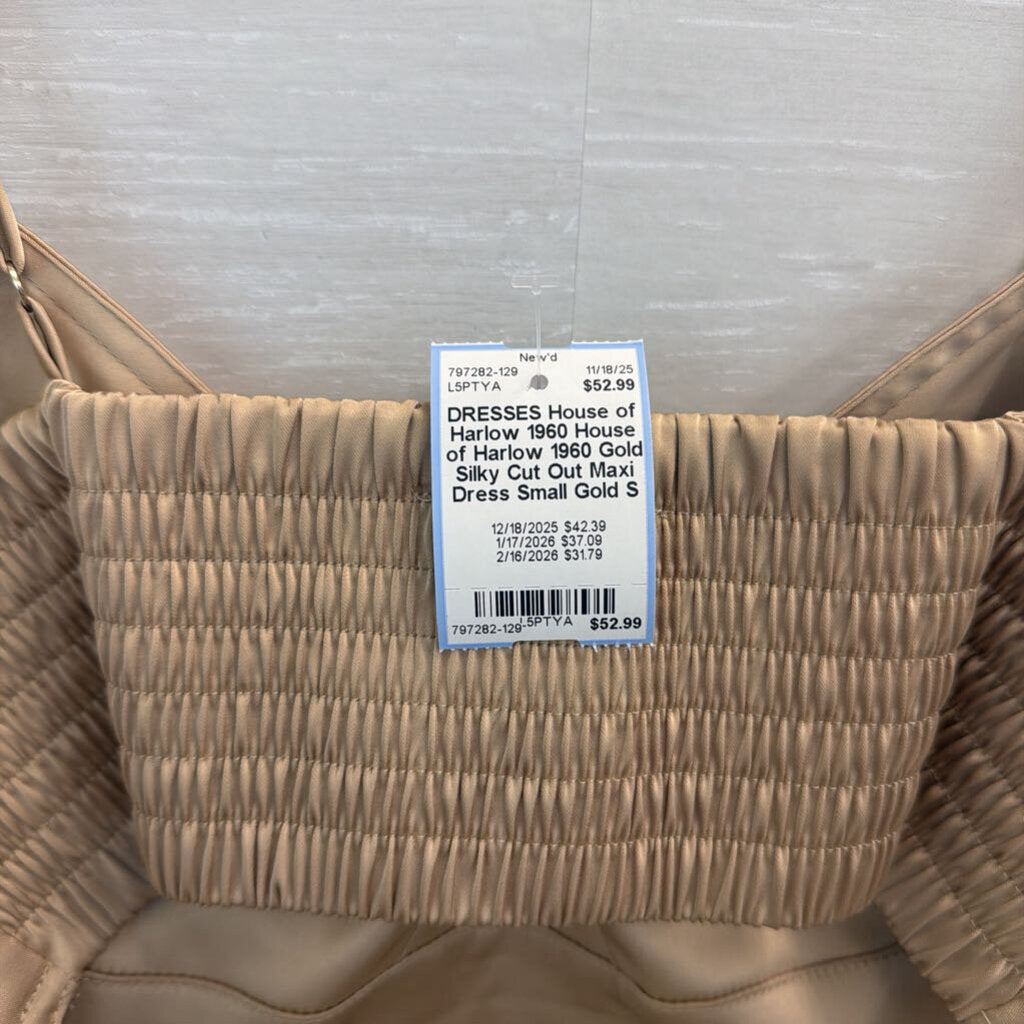 New'd
797282-129 11/18/25
L5PTYA $52.99
DRESSES House of
Harlow 1960 House
of Harlow 1960 Gold
Silky Cut Out Maxi
Dress Small Gold S
12/18/2025 $42.39
1/17/2026 $37.09
2/16/2026 $31.79
797282-129 L5PTYA $52.99